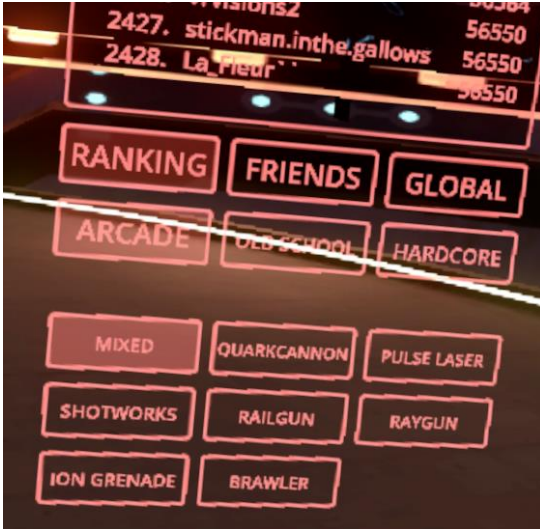 2427. stickman.inthe.gallows 56550
2428. La_Fleur`` 56550
RANKING FRIENDS GLOBAL
ARCADE OLD SCHOOL HARDCORE
MIXED QUARKCANNON PULSE LASER
SHOTWORKS RAILGUN RAYGUN
ION GRENADE BRAWLER